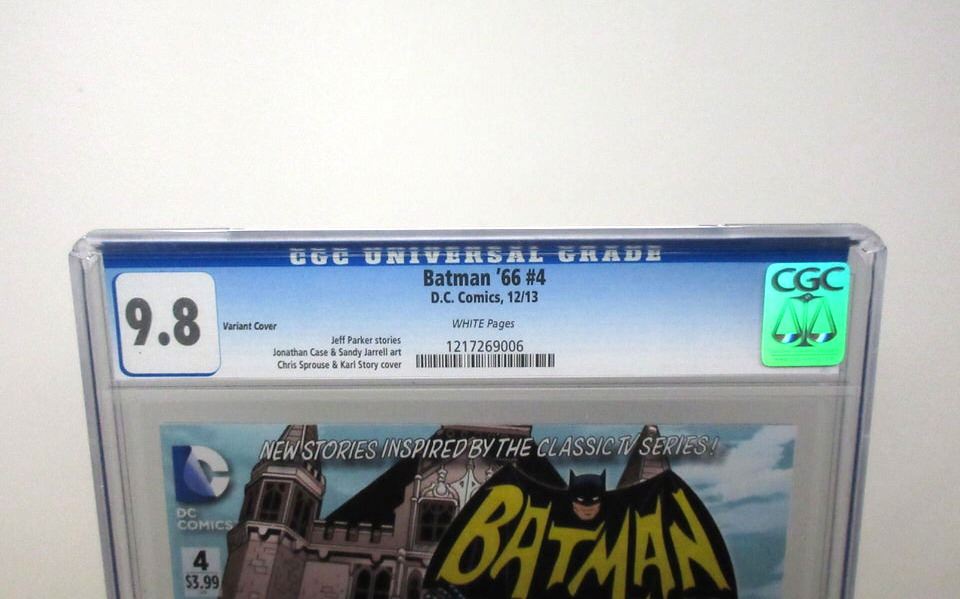 CGC UNIVERSAL GRADE
9.8
Batman '66 #4
D.C. Comics, 12/13
Variant Cover
WHITE Pages
Jeff Parker stories
Jonathan Case & Sandy Jarrell art
Chris Sprouse & Karl Story cover
1217269006
CGC
NEW STORIES INSPIRED BY THE CLASSIC TV SERIES!
DC
COMICS
4
$3.99
BATMAN